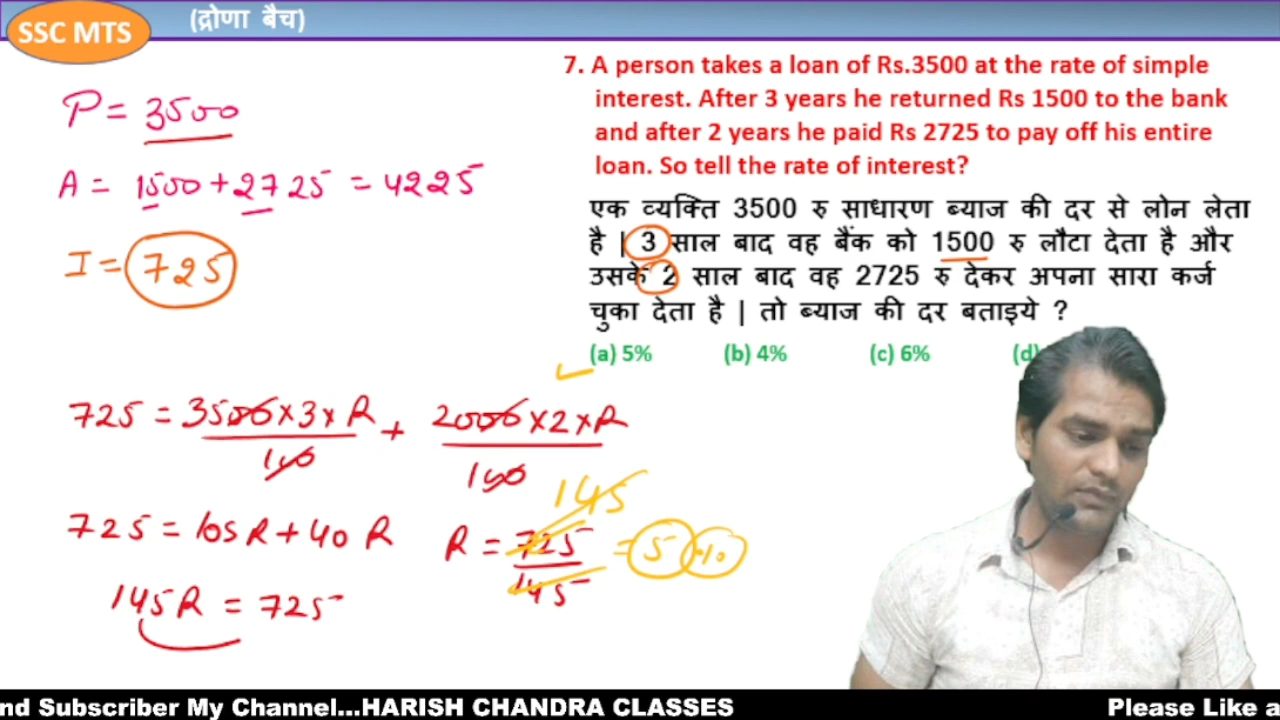 SSC MTS
(द्रोणा बैच)
7. A person takes a loan of Rs.3500 at the rate of simple
interest. After 3 years he returned Rs 1500 to the bank
and after 2 years he paid Rs 2725 to pay off his entire
loan. So tell the rate of interest?
एक व्यक्ति 3500 रु साधारण ब्याज की दर से लोन लेता
है | 3 साल बाद वह बैंक को 1500 रु लौटा देता है और
उसके 2 साल बाद वह 2725 रु देकर अपना सारा कर्ज
चुका देता है | तो ब्याज की दर बताइये ?
(a) 5% (b) 4% (c) 6% (d)
P = 3500
A = 1500 + 2725 = 4225
I = 725
725 = 3500 × 3 × R / 100 + 2000 × 2 × R / 100
725 = 105 R + 40 R
145 R = 725
145
R = 725 / 145 = 5 %
nd Subscriber My Channel...HARISH CHANDRA CLASSES Please Like a